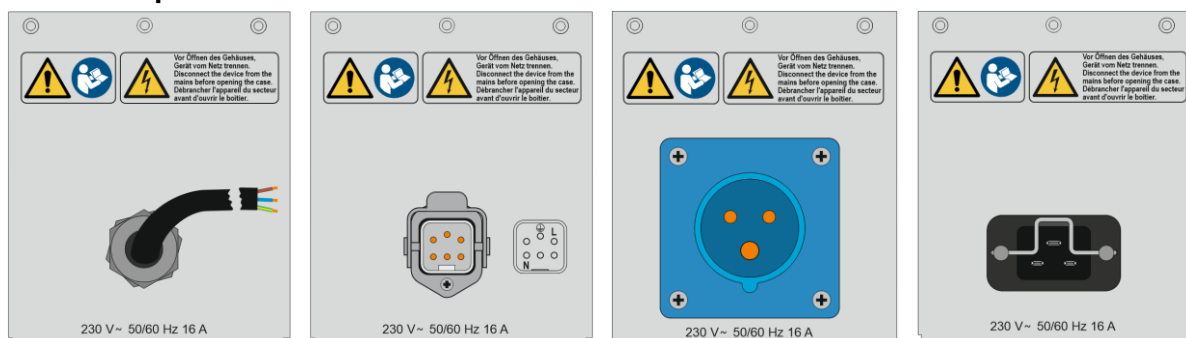 Vor Öffnen des Gehäuses,
Gerät vom Netz trennen.
Disconnect the device from the
mains before opening the case.
Débrancher l'appareil du secteur
avant d'ouvrir le boîtier.
230 V~ 50/60 Hz 16 A
Vor Öffnen des Gehäuses,
Gerät vom Netz trennen.
Disconnect the device from the
mains before opening the case.
Débrancher l'appareil du secteur
avant d'ouvrir le boîtier.
L
N
230 V~ 50/60 Hz 16 A
Vor Öffnen des Gehäuses,
Gerät vom Netz trennen.
Disconnect the device from the
mains before opening the case.
Débrancher l'appareil du secteur
avant d'ouvrir le boîtier.
230 V~ 50/60 Hz 16 A
Vor Öffnen des Gehäuses,
Gerät vom Netz trennen.
Disconnect the device from the
mains before opening the case.
Débrancher l'appareil du secteur
avant d'ouvrir le boîtier.
230 V~ 50/60 Hz 16 A